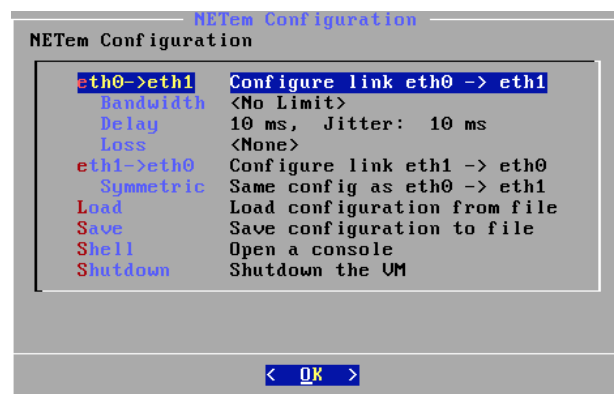 NETem Configuration
NETem Configuration
eth0->eth1 Configure link eth0 -> eth1
Bandwidth <No Limit>
Delay 10 ms, Jitter: 10 ms
Loss <None>
eth1->eth0 Configure link eth1 -> eth0
Symmetric Same config as eth0 -> eth1
Load Load configuration from file
Save Save configuration to file
Shell Open a console
Shutdown Shutdown the VM
< OK >